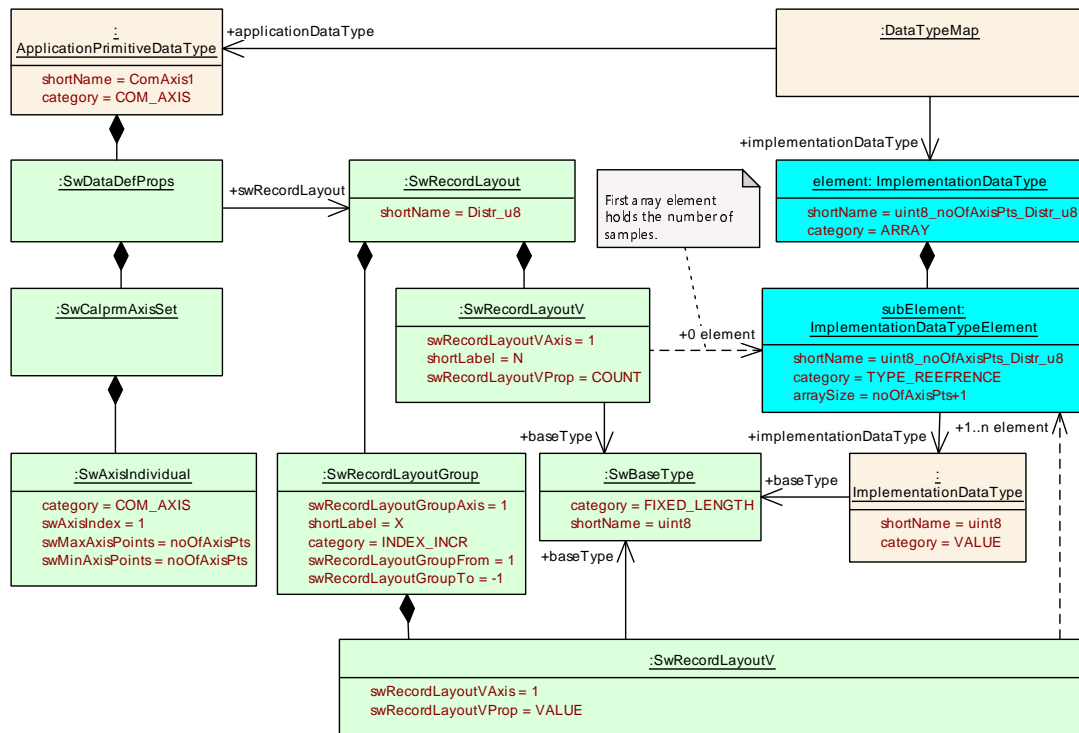 :
ApplicationPrimitiveDataType
shortName = ComAxis1
category = COM_AXIS
+applicationDataType
:DataTypeMap
+implementationDataType
:SwDataDefProps
+swRecordLayout
:SwRecordLayout
shortName = Distr_u8
First array element
holds the number of
samples.
element: ImplementationDataType
shortName = uint8_noOfAxisPts_Distr_u8
category = ARRAY
:SwCalprmAxisSet
:SwRecordLayoutV
swRecordLayoutVAxis = 1
shortLabel = N
swRecordLayoutVProp = COUNT
+0 element
subElement:
ImplementationDataTypeElement
shortName = uint8_noOfAxisPts_Distr_u8
category = TYPE_REEFRENCE
arraySize = noOfAxisPts+1
+baseType
+implementationDataType
+1..n element
:SwAxisIndividual
category = COM_AXIS
swAxisIndex = 1
swMaxAxisPoints = noOfAxisPts
swMinAxisPoints = noOfAxisPts
:SwRecordLayoutGroup
swRecordLayoutGroupAxis = 1
shortLabel = X
category = INDEX_INCR
swRecordLayoutGroupFrom = 1
swRecordLayoutGroupTo = -1
:SwBaseType
category = FIXED_LENGTH
shortName = uint8
+baseType
:
ImplementationDataType
shortName = uint8
category = VALUE
+baseType
:SwRecordLayoutV
swRecordLayoutVAxis = 1
swRecordLayoutVProp = VALUE